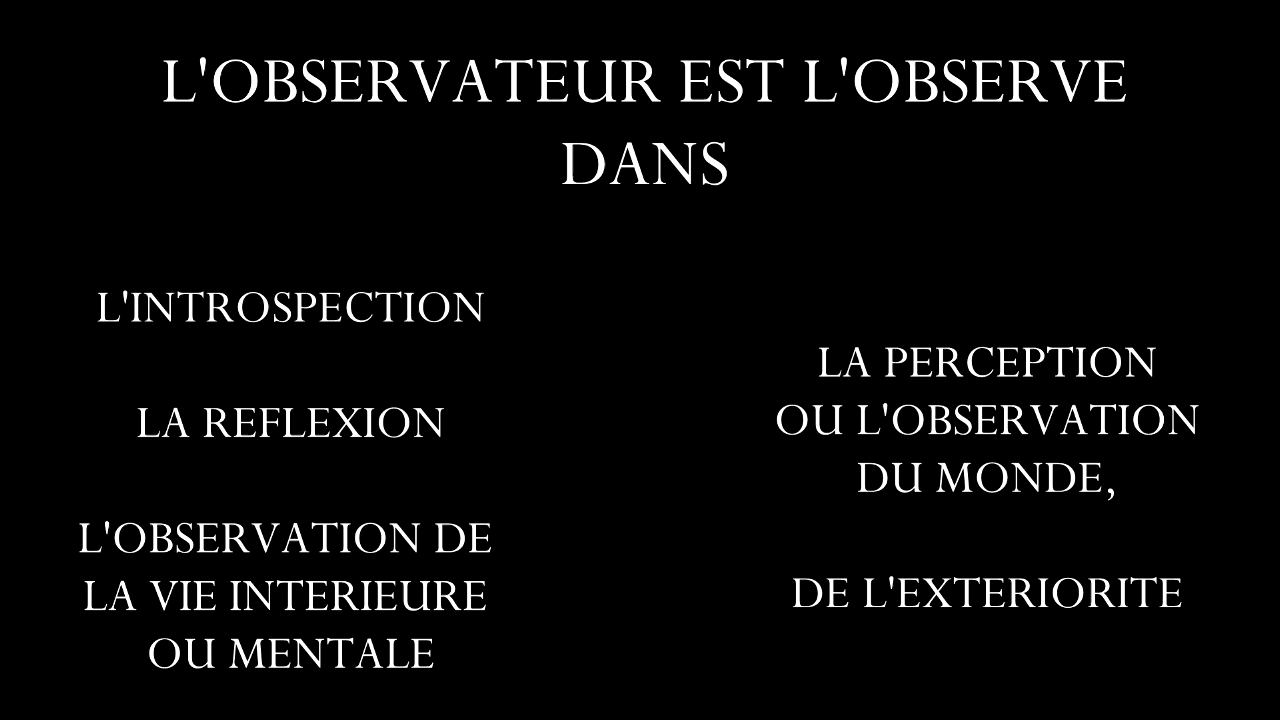 L'OBSERVATEUR EST L'OBSERVE
DANS
L'INTROSPECTION
LA REFLEXION
L'OBSERVATION DE
LA VIE INTERIEURE
OU MENTALE
LA PERCEPTION
OU L'OBSERVATION
DU MONDE,
DE L'EXTERIORITE